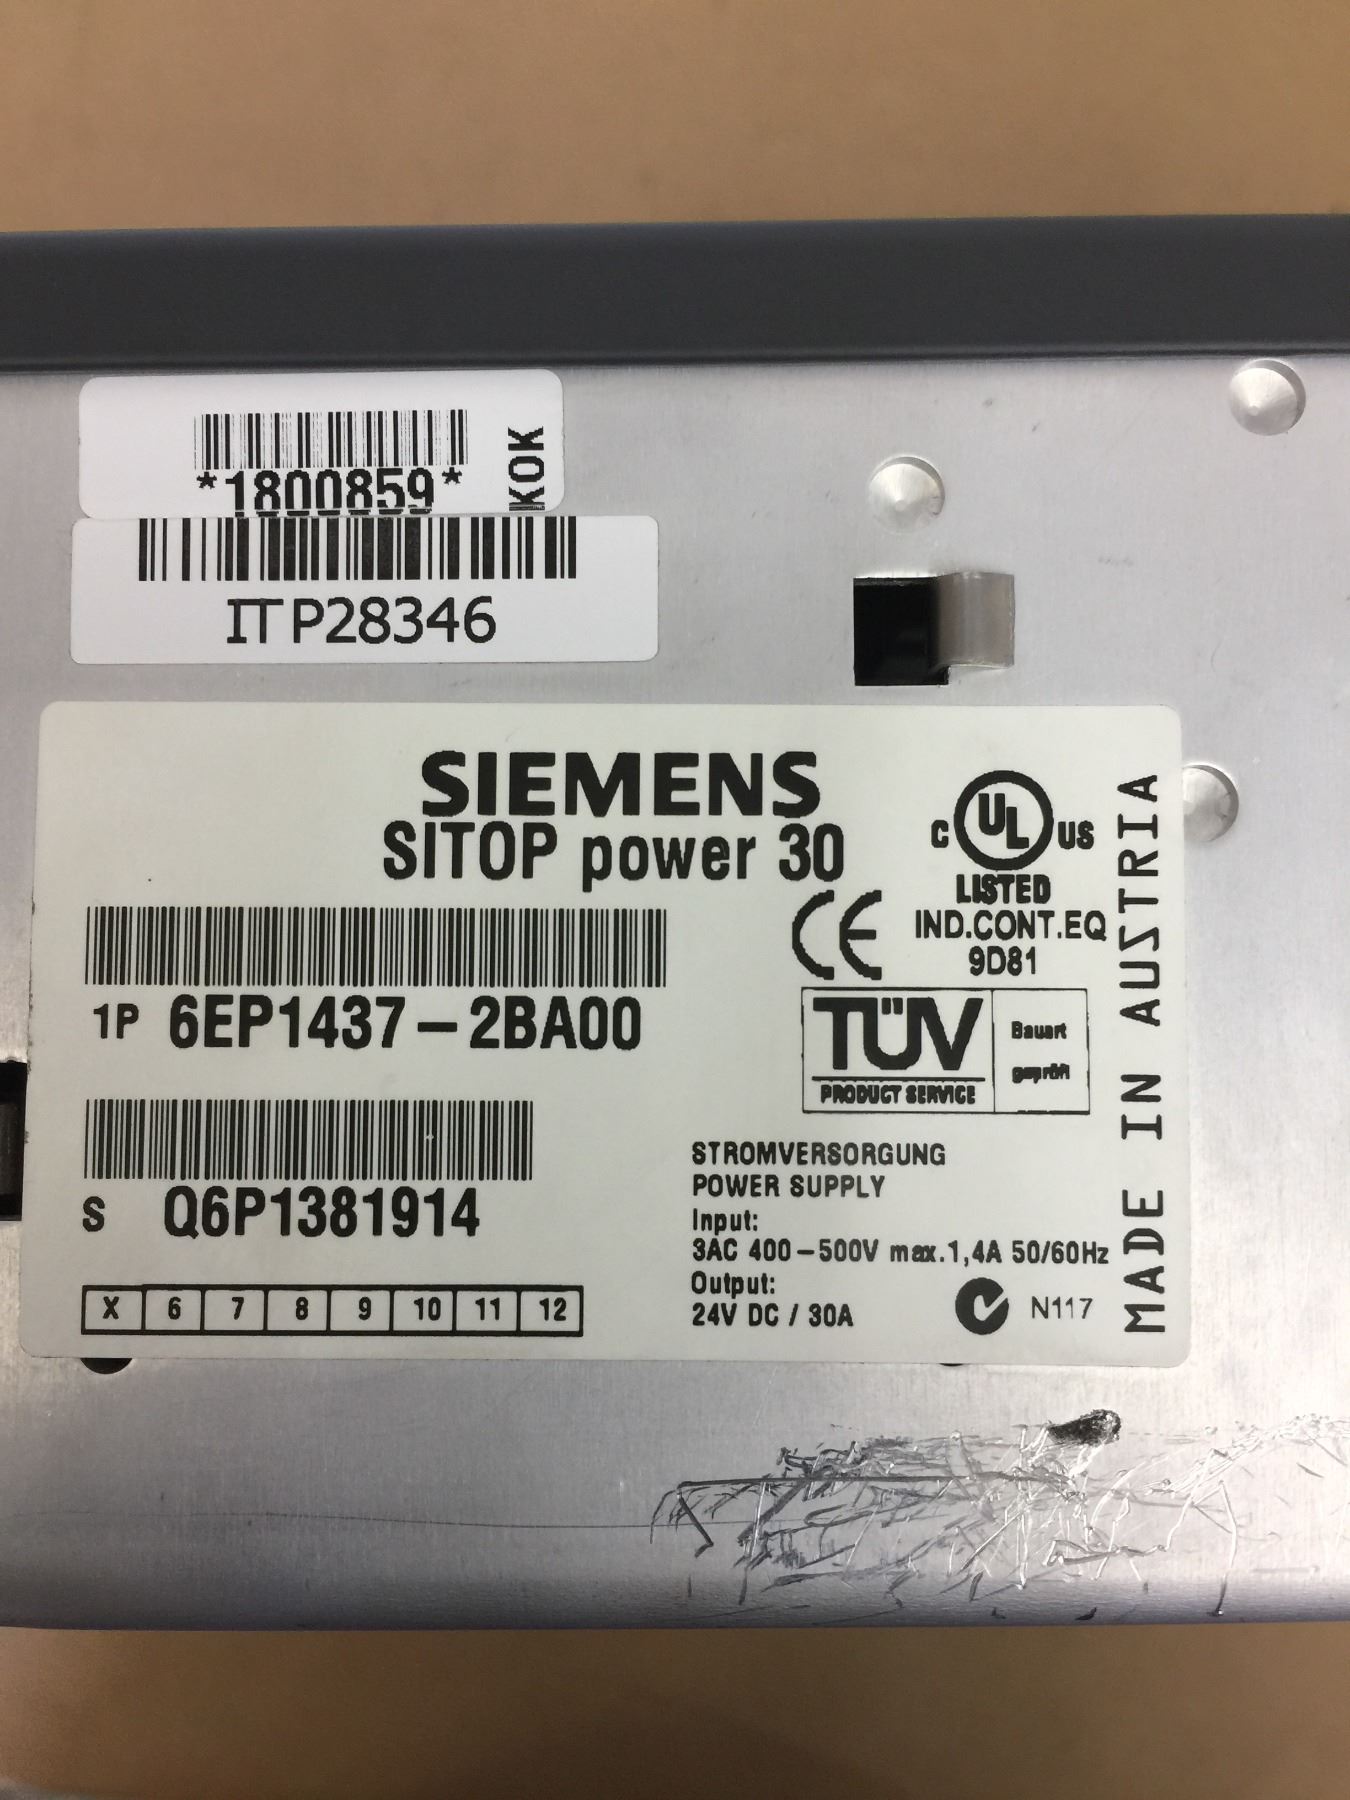 *1800859*
KOK
ITP28346
SIEMENS
SITOP power 30
C UL US
LISTED
IND.CONT.EQ
9D81
CE
1P 6EP1437-2BA00
TÜV
PRODUCT SERVICE
Bauart
geprüft
S Q6P1381914
X 6 7 8 9 10 11 12
STROMVERSORGUNG
POWER SUPPLY
Input:
3AC 400-500V max.1,4A 50/60Hz
Output:
24V DC / 30A
N117
MADE IN AUSTRIA